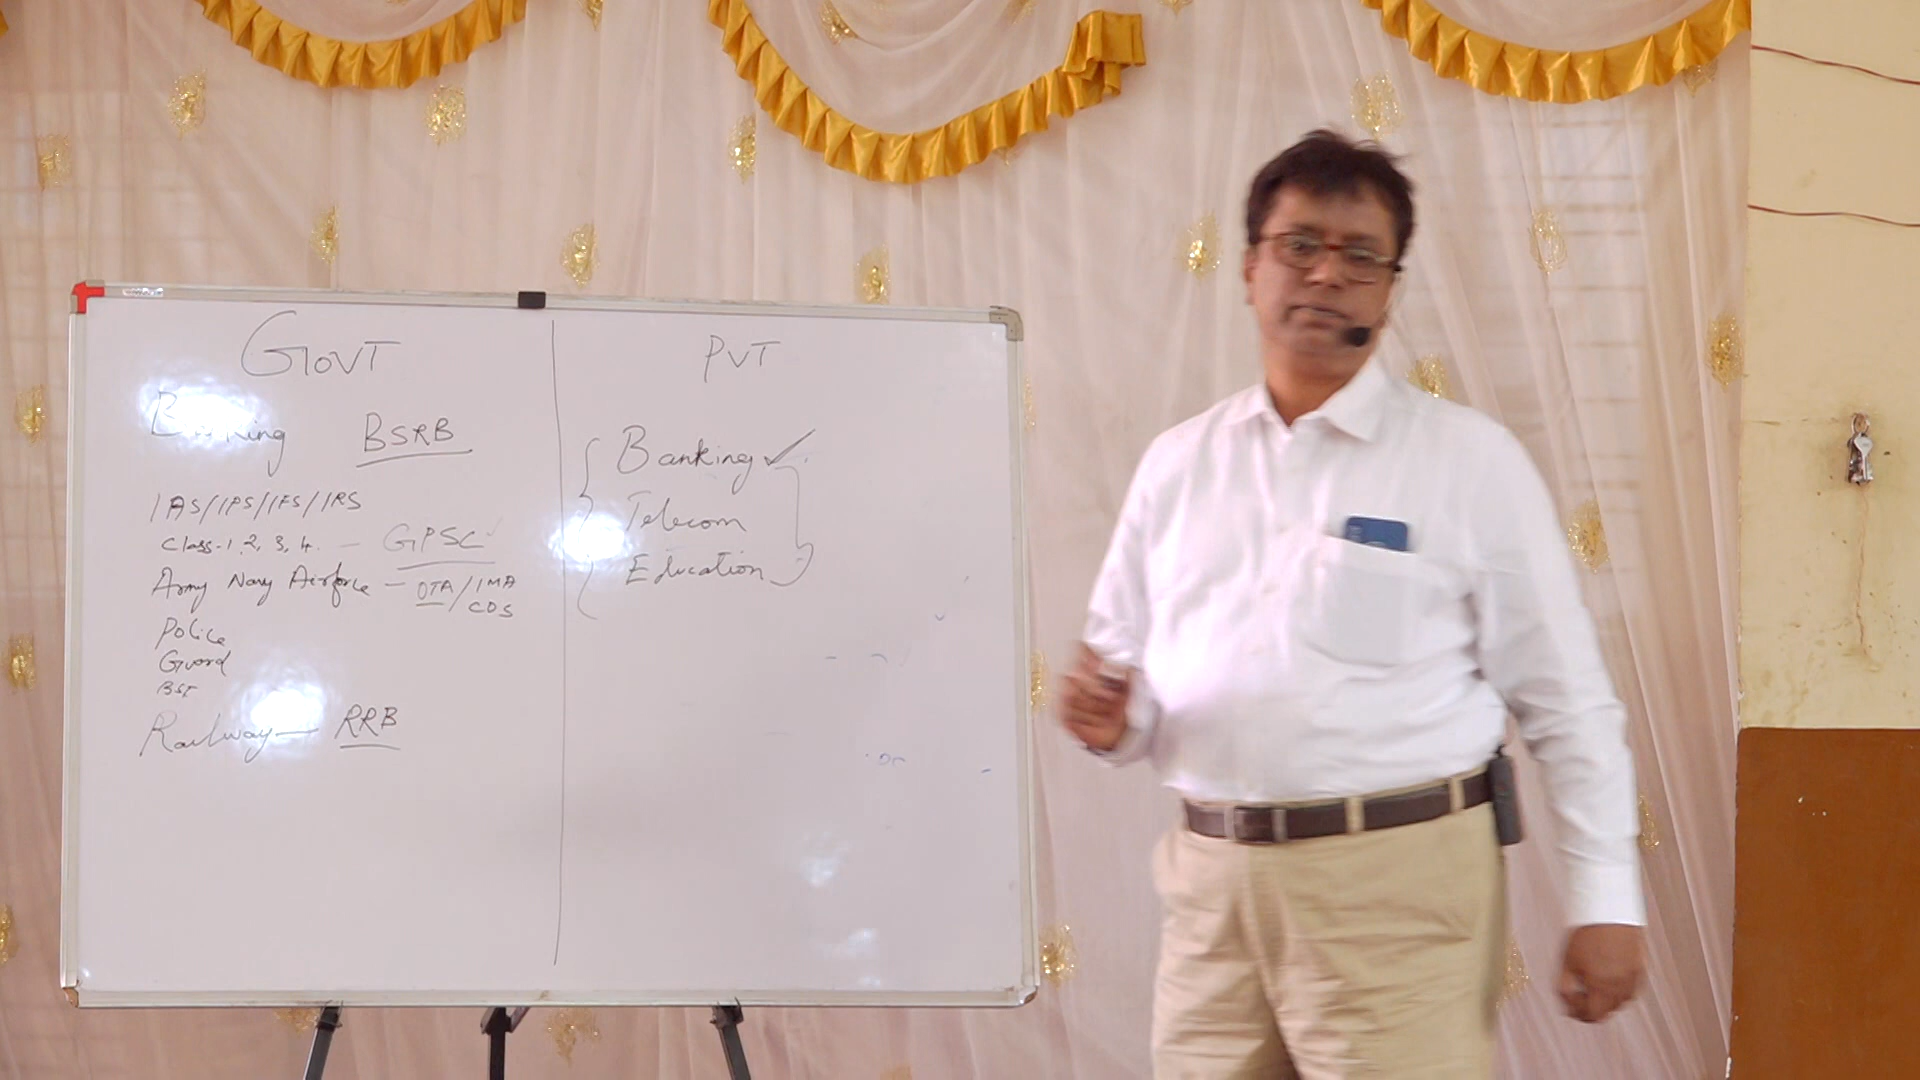 GOVT
Banking BSRB
IAS/IPS/IFS/IRS
Class-1, 2, 3, 4. — GPSC
Army Navy Airforce — OTA/IMA
CDS
Police
Guard
BSF
Railway — RRB
PVT
Banking ✓
Telecom
Education